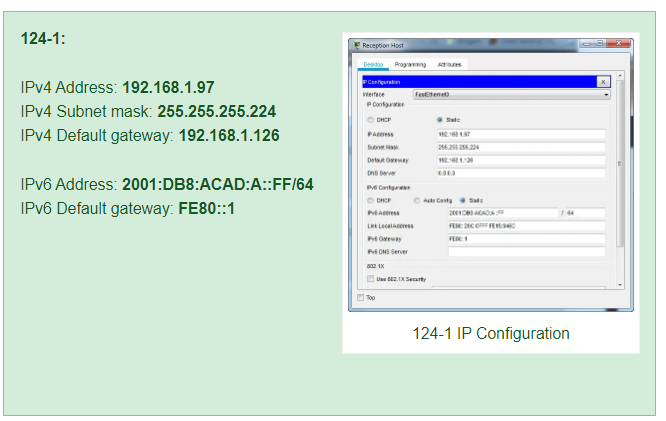 124-1:
IPv4 Address: 192.168.1.97
IPv4 Subnet mask: 255.255.255.224
IPv4 Default gateway: 192.168.1.126
IPv6 Address: 2001:DB8:ACAD:A::FF/64
IPv6 Default gateway: FE80::1
Reception Host
Desktop Programming Attributes
IP Configuration X
Interface FastEthernet0
IP Configuration
DHCP Static
IP Address 192.168.1.97
Subnet Mask 255.255.255.224
Default Gateway 192.168.1.126
DNS Server 0.0.0.0
IPv6 Configuration
DHCP Auto Config Static
IPv6 Address 2001:DB8:ACAD:A::FF / 64
Link Local Address
IPv6 Gateway FE80::1
IPv6 DNS Server
802.1X
Use 802.1X Security
Top
124-1 IP Configuration